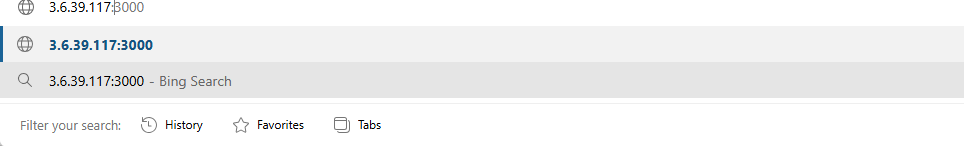 3.6.39.117:3000
3.6.39.117:3000
3.6.39.117:3000 - Bing Search
Filter your search: History Favorites Tabs